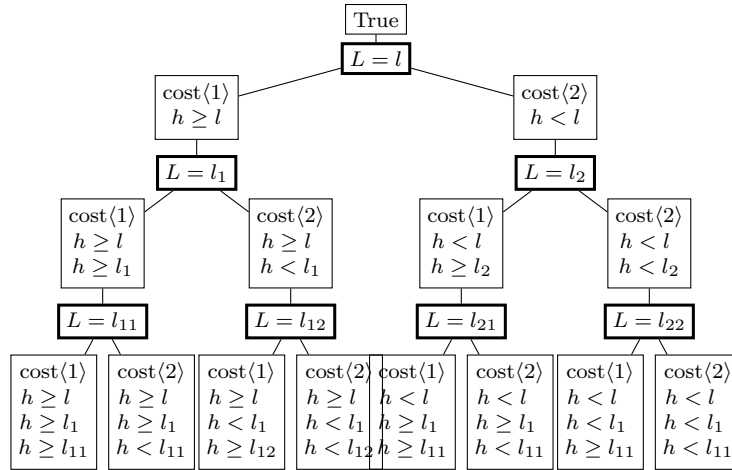 True
L = l
cost⟨1⟩
h ≥ l
cost⟨2⟩
h < l
L = l₁
L = l₂
cost⟨1⟩
h ≥ l
h ≥ l₁
cost⟨2⟩
h ≥ l
h < l₁
cost⟨1⟩
h < l
h ≥ l₂
cost⟨2⟩
h < l
h < l₂
L = l₁₁
L = l₁₂
L = l₂₁
L = l₂₂
cost⟨1⟩
h ≥ l
h ≥ l₁
h ≥ l₁₁
cost⟨2⟩
h ≥ l
h ≥ l₁
h < l₁₁
cost⟨1⟩
h ≥ l
h < l₁
h ≥ l₁₂
cost⟨2⟩
h ≥ l
h < l₁
h < l₁₂
cost⟨1⟩
h < l
h ≥ l₁
h ≥ l₁₁
cost⟨2⟩
h < l
h ≥ l₁
h < l₁₁
cost⟨1⟩
h < l
h < l₁
h ≥ l₁₁
cost⟨2⟩
h < l
h < l₁
h < l₁₁